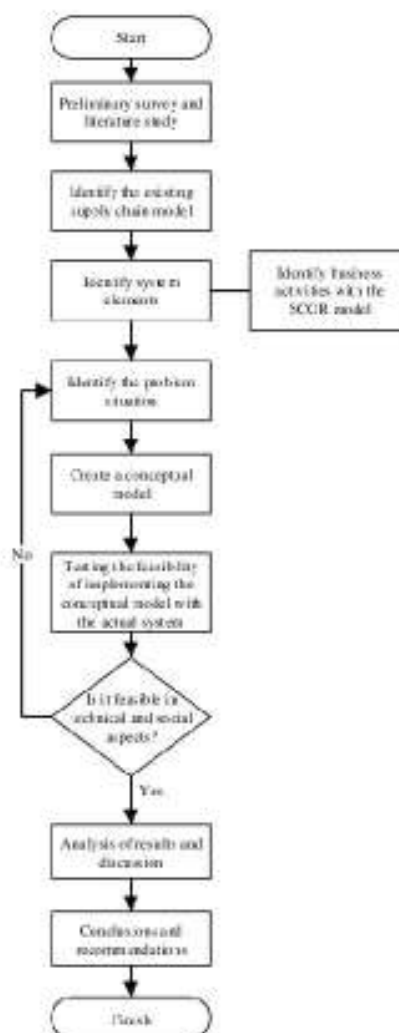 Start
Preliminary survey and
literature study
Identify the existing
supply chain model
Identify system
elements
Identify business
activities with the
SCOR model
Identify the problem
situation
Create a conceptual
model
No
Testing the feasibility
of implementing the
conceptual model with
the actual system
Is it feasible in
technical and social
aspects?
Yes
Analysis of results and
discussion
Conclusions and
recommendations
Finish